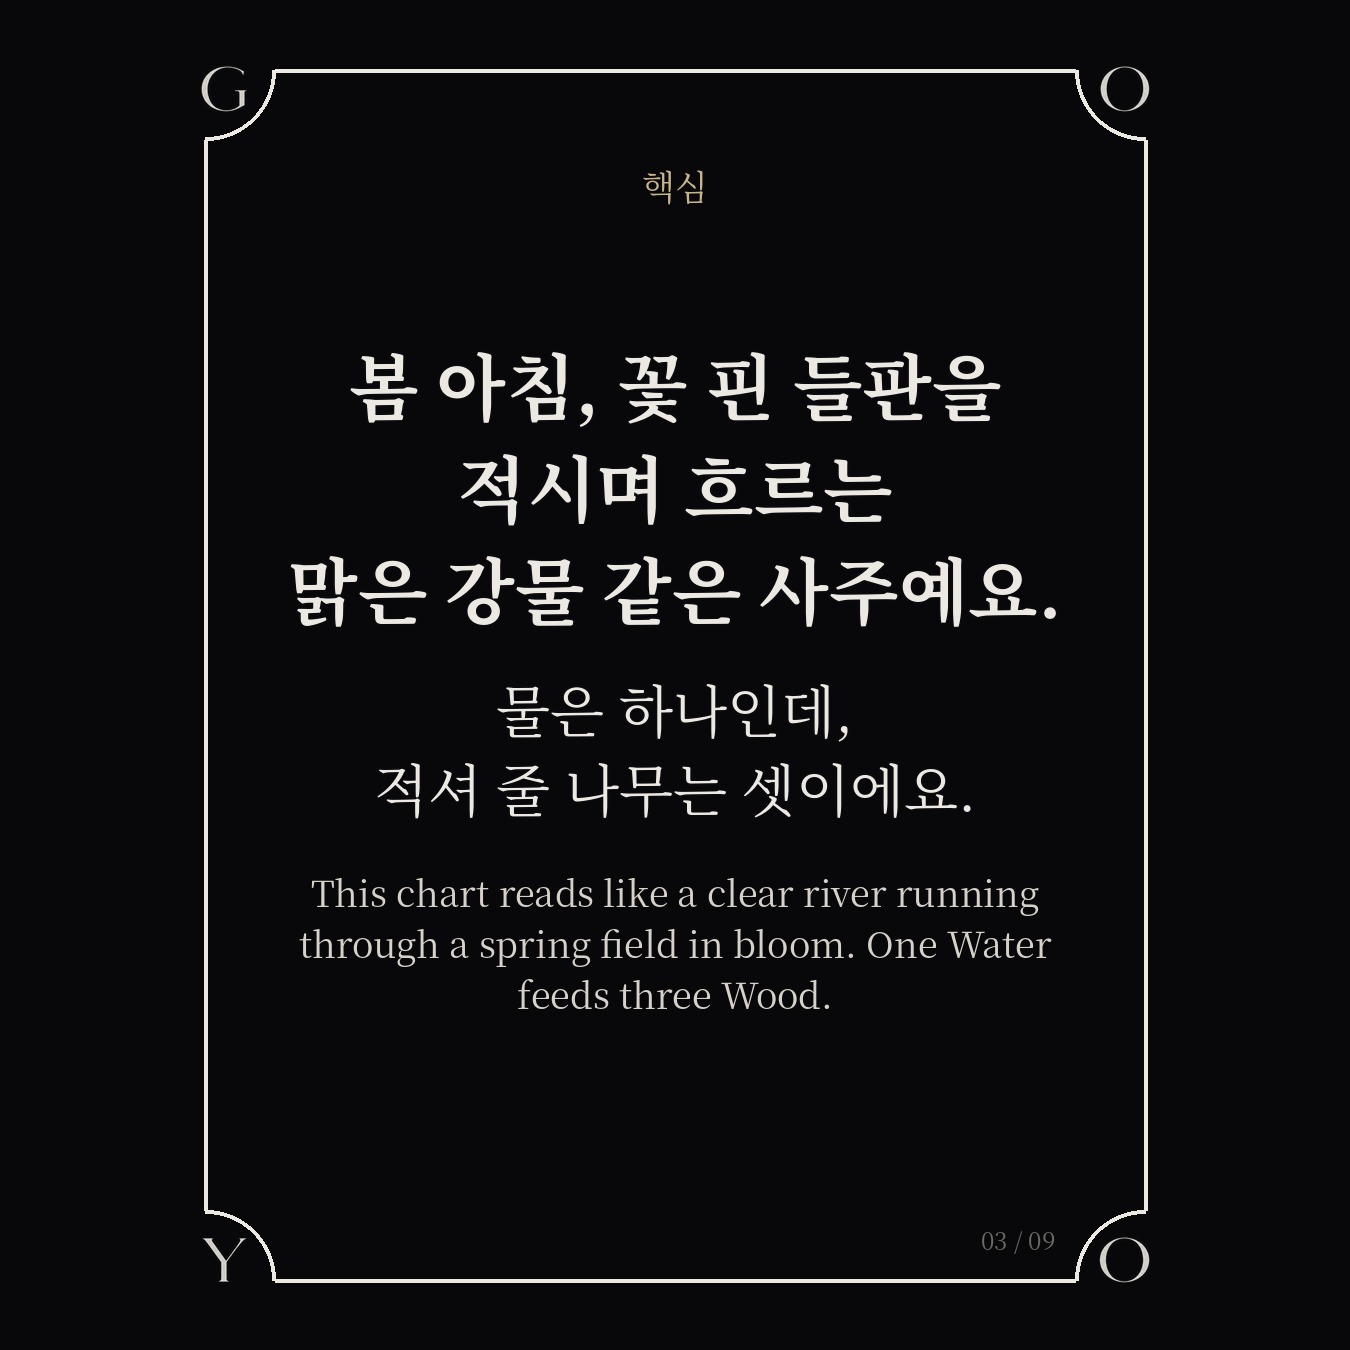 G O
핵심
봄 아침, 꽃 핀 들판을
적시며 흐르는
맑은 강물 같은 사주예요.
물은 하나인데,
적셔 줄 나무는 셋이에요.
This chart reads like a clear river running
through a spring field in bloom. One Water
feeds three Wood.
03 / 09
Y O